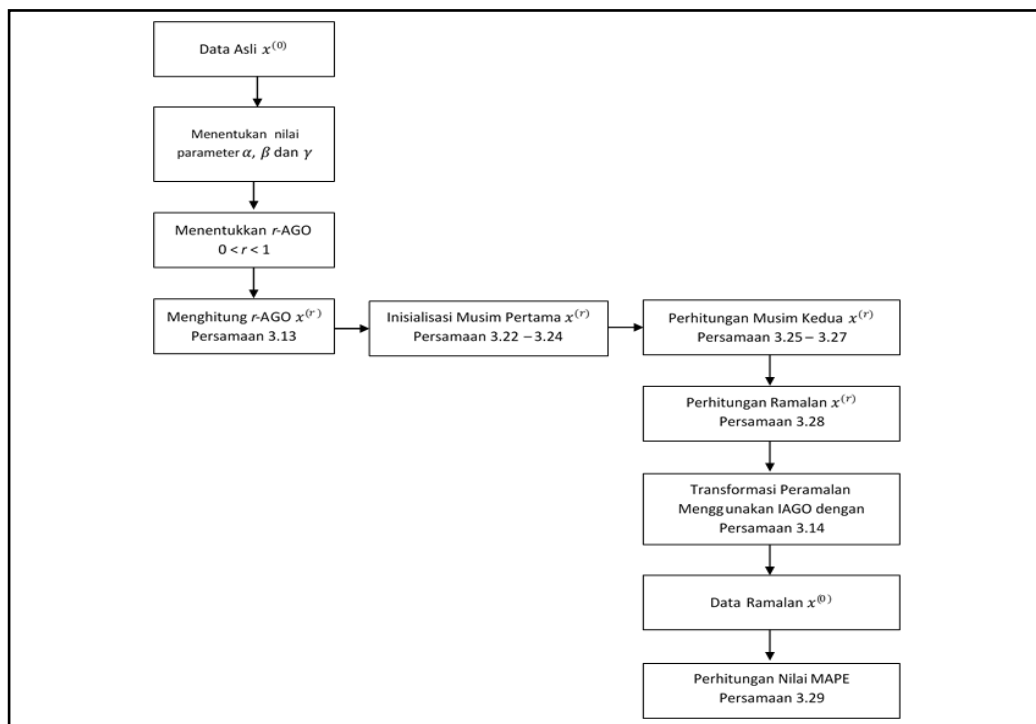 Data Asli x⁽⁰⁾
Menentukan nilai
parameter α, β dan γ
Menentukkan r-AGO
0 < r < 1
Menghitung r-AGO x⁽ʳ⁾
Persamaan 3.13
Inisialisasi Musim Pertama x⁽ʳ⁾
Persamaan 3.22 – 3.24
Perhitungan Musim Kedua x⁽ʳ⁾
Persamaan 3.25 – 3.27
Perhitungan Ramalan x⁽ʳ⁾
Persamaan 3.28
Transformasi Peramalan
Menggunakan IAGO dengan
Persamaan 3.14
Data Ramalan x⁽⁰⁾
Perhitungan Nilai MAPE
Persamaan 3.29